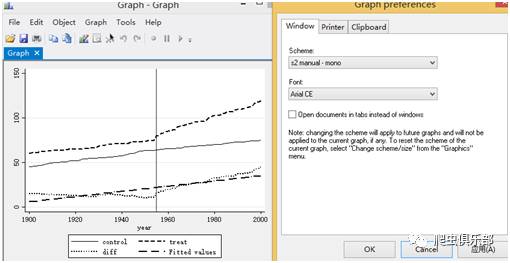 Graph - Graph
File Edit Object Graph Tools Help
Graph ×
150
100
50
0
1900 1920 1940 1960 1980 2000
year
control treat
diff Fitted values
Graph preferences
Window Printer Clipboard
Scheme:
s2 manual - mono
Font:
Arial CE
Open documents in tabs instead of windows
Note: changing the scheme will apply to future graphs and will not be
applied to the current graph, if any. To reset the scheme of the
current graph, select "Change scheme/size" from the "Graphics"
menu.
OK Cancel 应用(A)
爬虫俱乐部